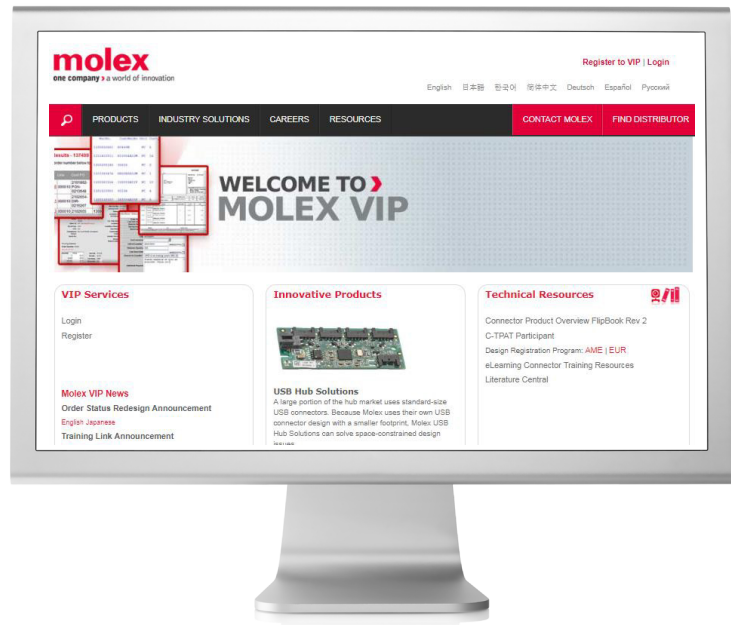 molex
one company > a world of innovation
Register to VIP | Login
English 日本語 한국어 简体中文 Deutsch Español Русский
PRODUCTS INDUSTRY SOLUTIONS CAREERS RESOURCES CONTACT MOLEX FIND DISTRIBUTOR
WELCOME TO
MOLEX VIP
VIP Services
Login
Register
Molex VIP News
Order Status Redesign Announcement
English Japanese
Training Link Announcement
Innovative Products
USB Hub Solutions
A large portion of the hub market uses standard-size
USB connectors. Because Molex uses their own USB
connector design with a smaller footprint, Molex USB
Hub Solutions can solve space-constrained design
issues
Technical Resources
Connector Product Overview FlipBook Rev 2
C-TPAT Participant
Design Registration Program: AME | EUR
eLearning Connector Training Resources
Literature Central